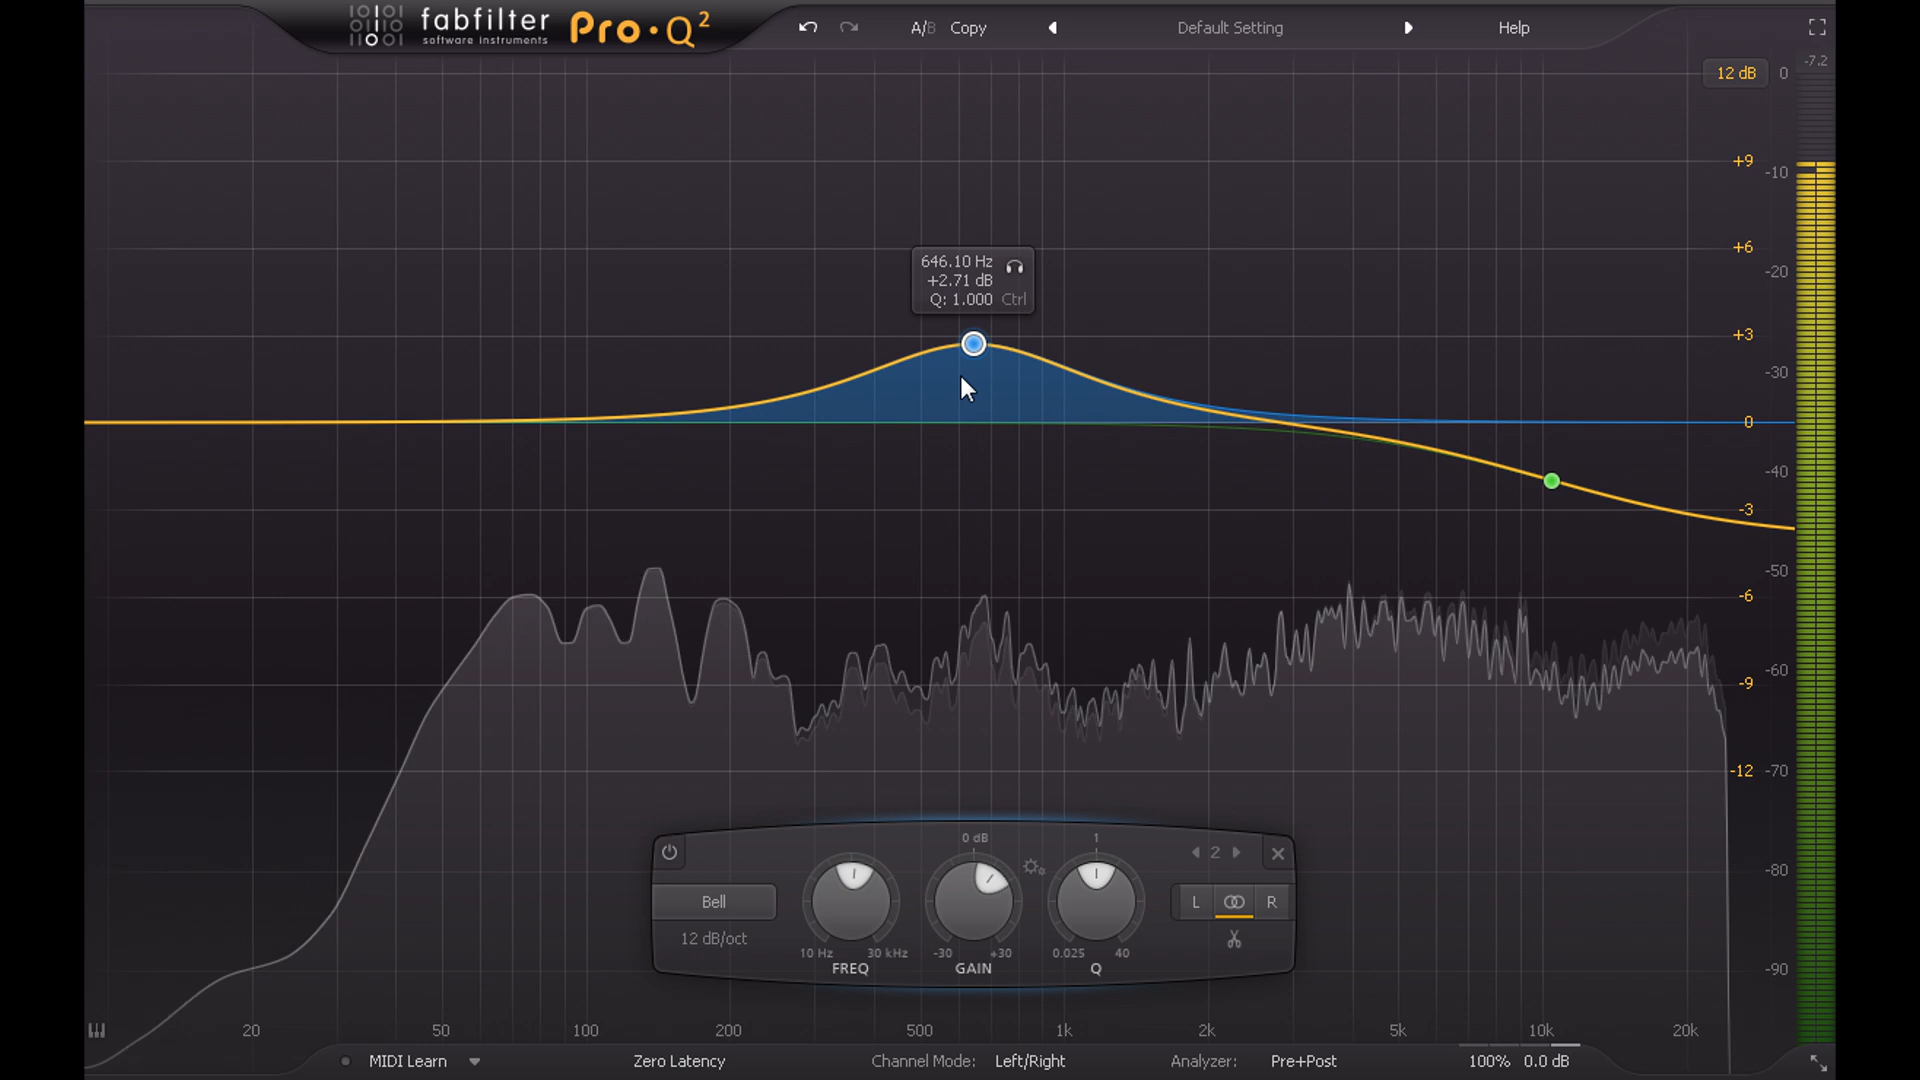 fabfilter
software instruments
Pro·Q²
A/B Copy
Default Setting
Help
-7.2
12 dB 0
+9
-10
+6
-20
+3
-30
0
-40
-3
-50
-6
-60
-9
-12 -70
-80
-90
646.10 Hz
+2.71 dB
Q: 1.000 Ctrl
0 dB
1
2
Bell
12 dB/oct
L R
10 Hz 30 kHz
FREQ
-30 +30
GAIN
0.025 40
Q
20 50 100 200 500 1k 2k 5k 10k 20k
MIDI Learn
Zero Latency
Channel Mode: Left/Right
Analyzer: Pre+Post
100% 0.0 dB